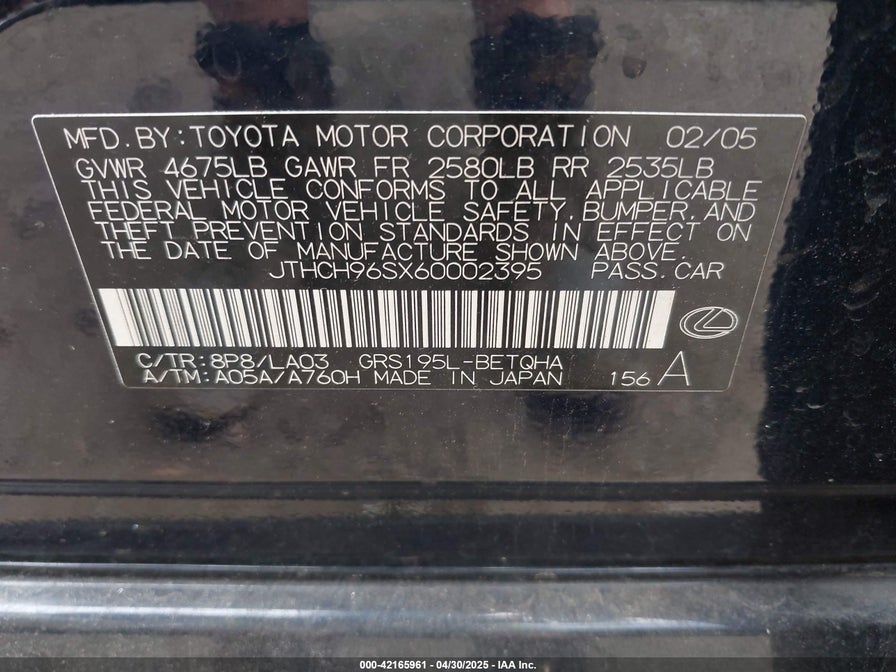 MFD.BY:TOYOTA MOTOR CORPORATION 02/05
GVWR 4675LB GAWR FR 2580LB RR 2535LB
THIS VEHICLE CONFORMS TO ALL APPLICABLE
FEDERAL MOTOR VEHICLE SAFETY,BUMPER,AND
THEFT PREVENTION STANDARDS IN EFFECT ON
THE DATE OF MANUFACTURE SHOWN ABOVE.
JTHCH96SX60002395 PASS.CAR
C/TR:8P8/LA03 GRS195L-BETQHA
A/TM:A05A/A760H MADE IN JAPAN 156 A
000-42165961 | 04/30/2025 - IAA Inc.